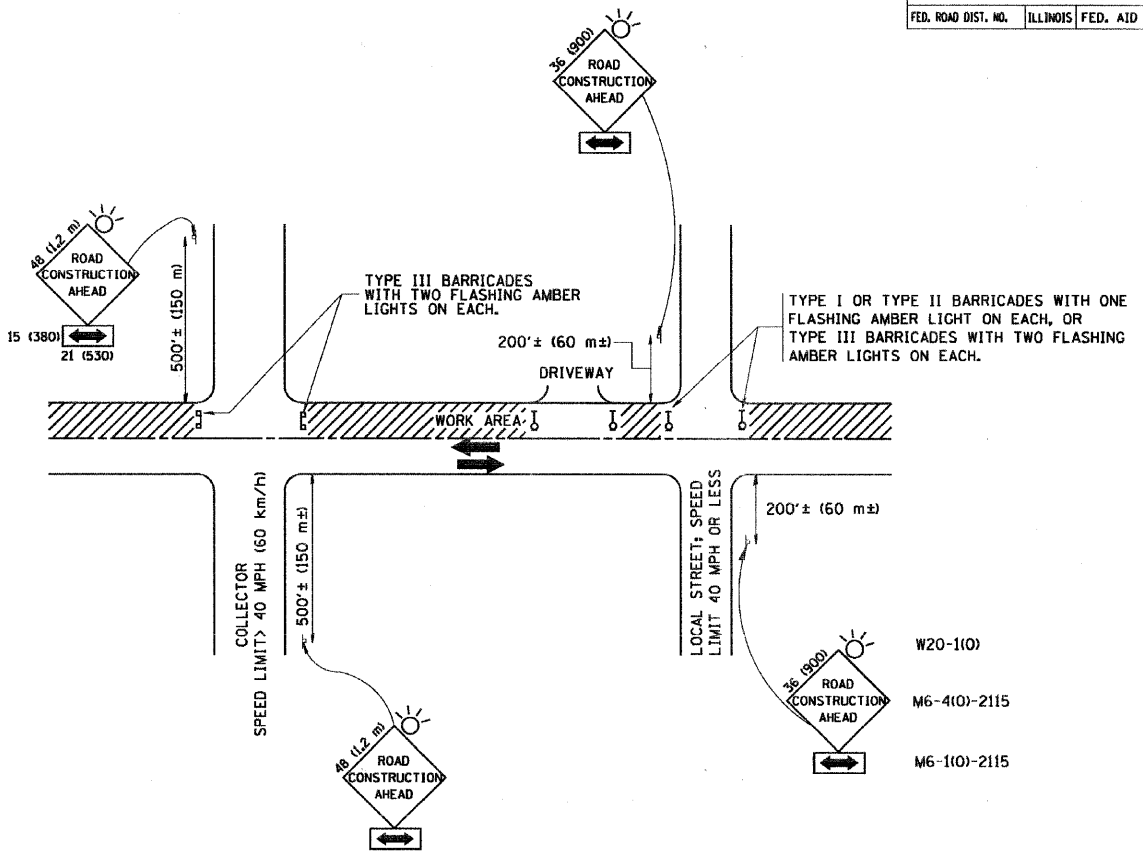 FED. ROAD DIST. NO. ILLINOIS FED. AID
36 (900)
ROAD
CONSTRUCTION
AHEAD
48 (1.2 m)
ROAD
CONSTRUCTION
AHEAD
15 (380)
21 (530)
500'± (150 m)
TYPE III BARRICADES
WITH TWO FLASHING AMBER
LIGHTS ON EACH.
200'± (60 m±)
DRIVEWAY
TYPE I OR TYPE II BARRICADES WITH ONE
FLASHING AMBER LIGHT ON EACH, OR
TYPE III BARRICADES WITH TWO FLASHING
AMBER LIGHTS ON EACH.
WORK AREA
COLLECTOR
SPEED LIMIT> 40 MPH (60 km/h)
500'± (150 m±)
LOCAL STREET; SPEED
LIMIT 40 MPH OR LESS
200'± (60 m±)
48 (1.2 m)
ROAD
CONSTRUCTION
AHEAD
36 (900)
ROAD
CONSTRUCTION
AHEAD
W20-1(O)
M6-4(O)-2115
M6-1(O)-2115